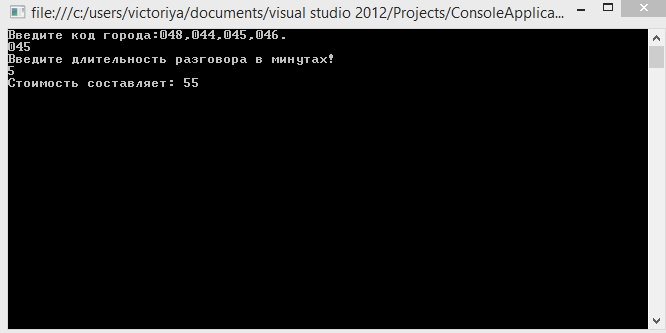 file:///c:/users/victoriya/documents/visual studio 2012/Projects/ConsoleApplica...
Введите код города:048,044,045,046.
045
Введите длительность разговора в минутах!
5
Стоимость составляет: 55